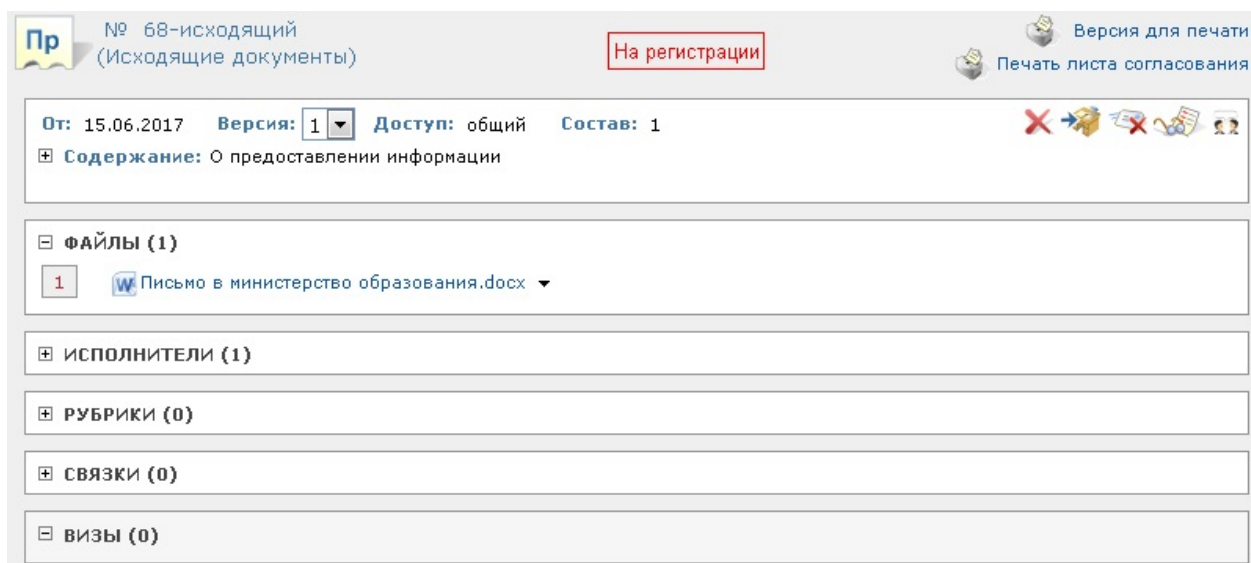 Пр
№ 68-исходящий
(Исходящие документы)
На регистрации
Версия для печати
Печать листа согласования
От: 15.06.2017 Версия: 1 Доступ: общий Состав: 1
Содержание: О предоставлении информации
ФАЙЛЫ (1)
1 Письмо в министерство образования.docx
ИСПОЛНИТЕЛИ (1)
РУБРИКИ (0)
СВЯЗКИ (0)
ВИЗЫ (0)